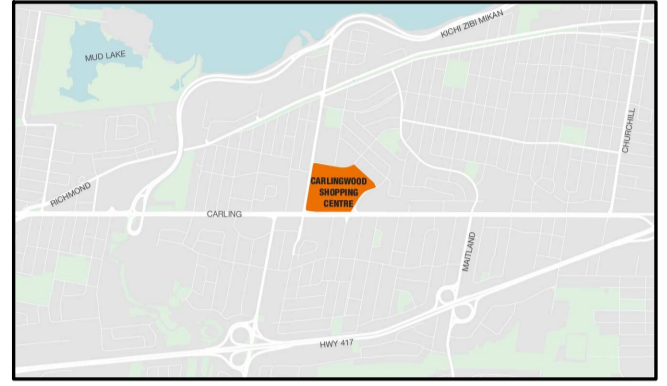 KICHI ZIBI MIKAN
MUD LAKE
CHURCHILL
RICHMOND
CARLINGWOOD
SHOPPING
CENTRE
CARLING
MAITLAND
HWY 417